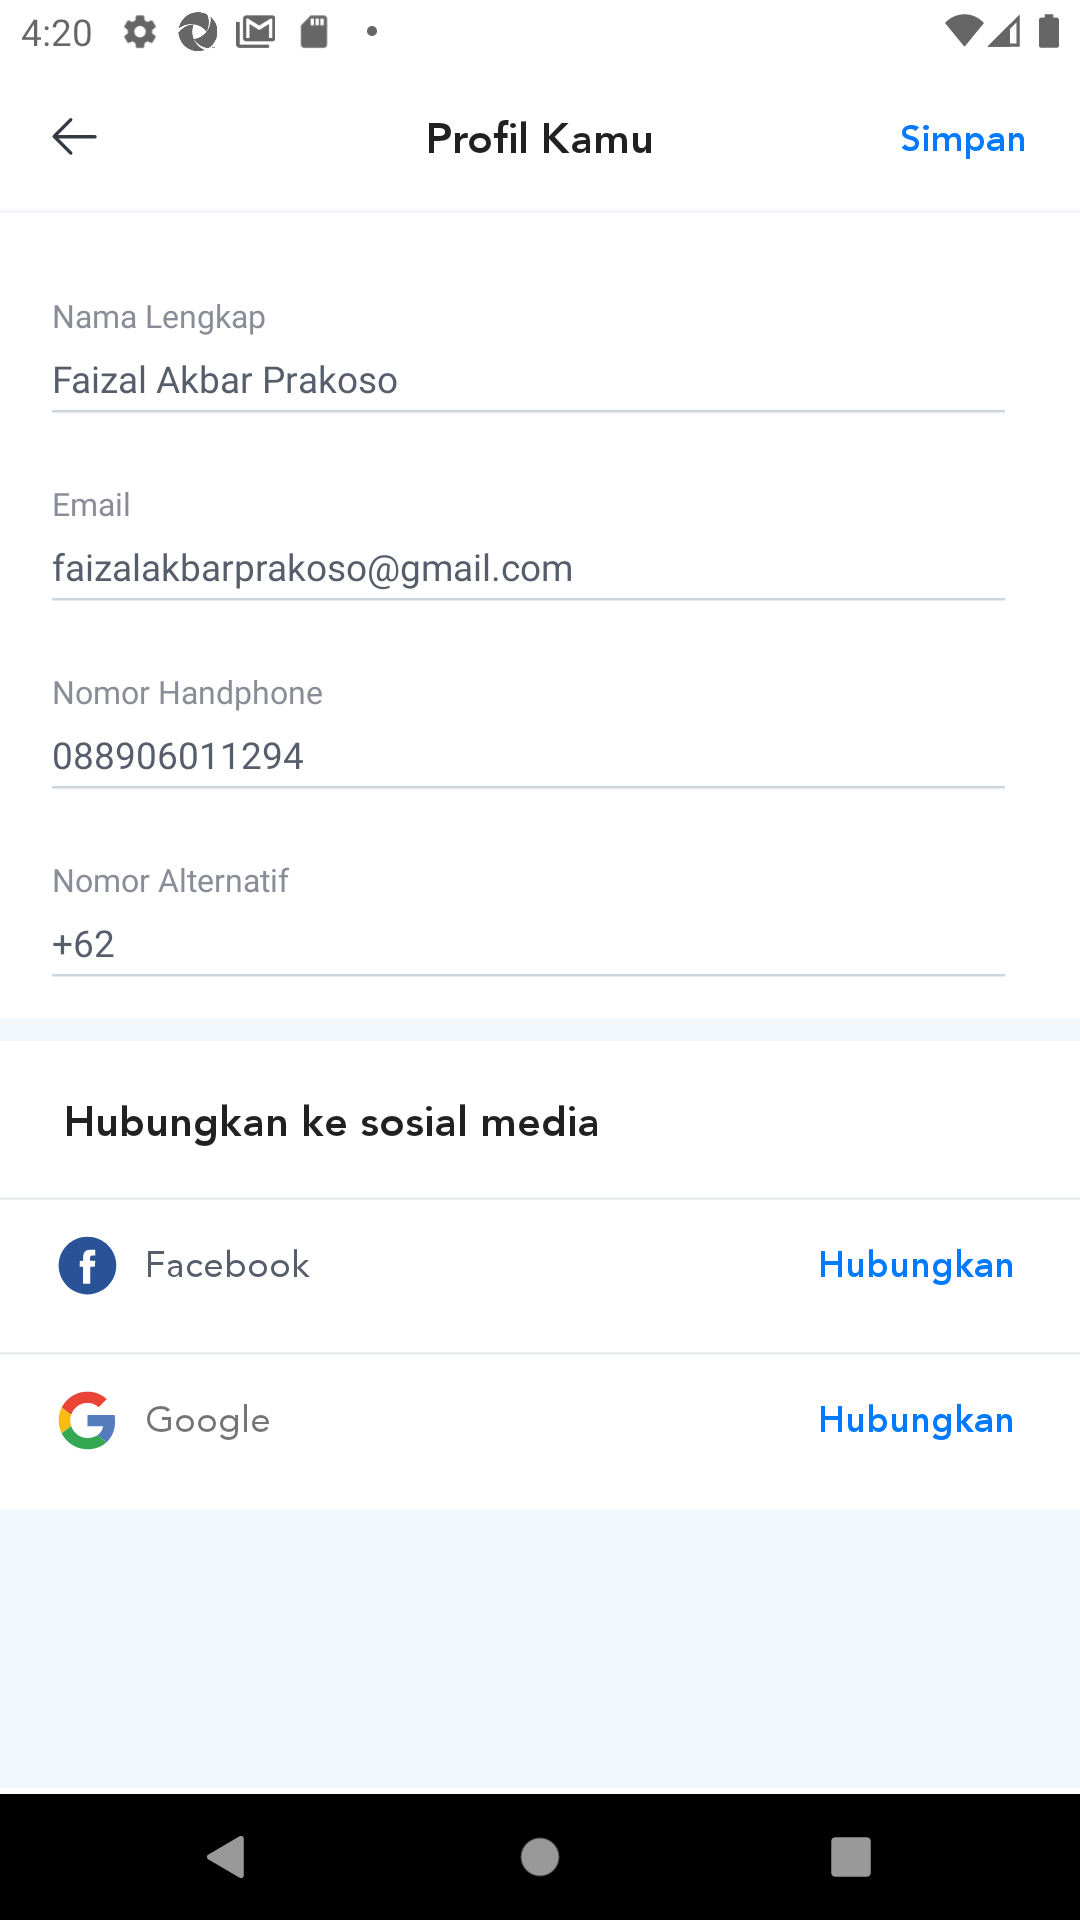 4:20
Profil Kamu
Simpan
Nama Lengkap
Faizal Akbar Prakoso
Email
faizalakbarprakoso@gmail.com
Nomor Handphone
088906011294
Nomor Alternatif
+62
Hubungkan ke sosial media
Facebook
Hubungkan
Google
Hubungkan